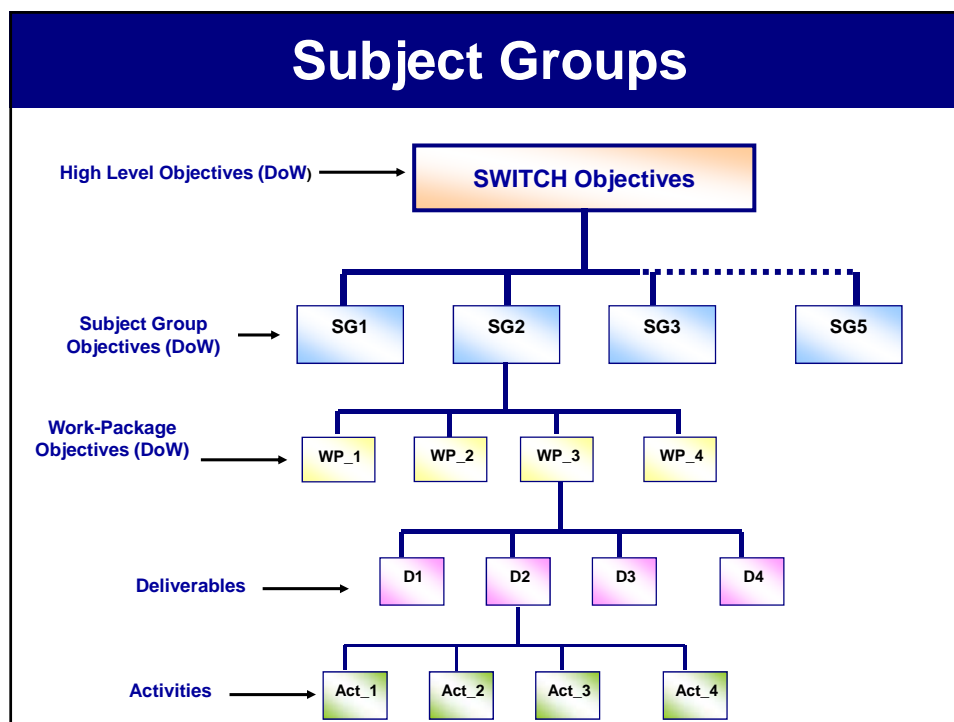 Subject Groups
High Level Objectives (DoW)
SWITCH Objectives
Subject Group
Objectives (DoW)
SG1
SG2
SG3
SG5
Work-Package
Objectives (DoW)
WP_1
WP_2
WP_3
WP_4
Deliverables
D1
D2
D3
D4
Activities
Act_1
Act_2
Act_3
Act_4